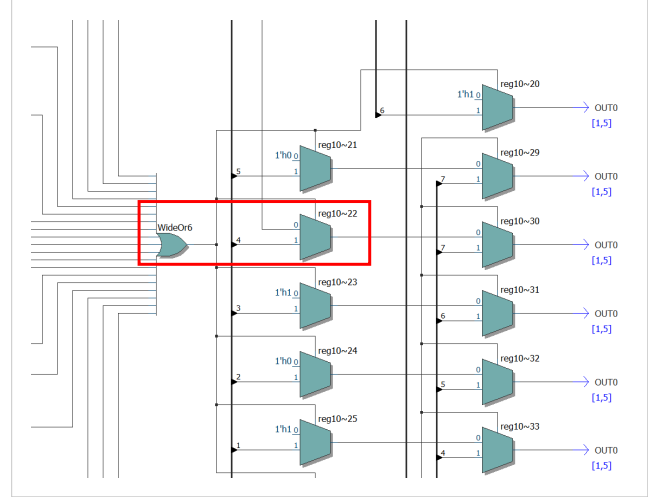 reg10~20
1'h1 0
6
1
OUT0
[1,5]
reg10~21
1'h0 0
5
1
reg10~29
0
7
1
OUT0
[1,5]
WideOr6
reg10~22
0
4
1
reg10~30
0
7
1
OUT0
[1,5]
reg10~23
1'h1 0
3
1
reg10~31
0
6
1
OUT0
[1,5]
reg10~24
1'h0 0
2
1
reg10~32
0
5
1
OUT0
[1,5]
reg10~25
1'h1 0
1
1
reg10~33
0
4
1
OUT0
[1,5]